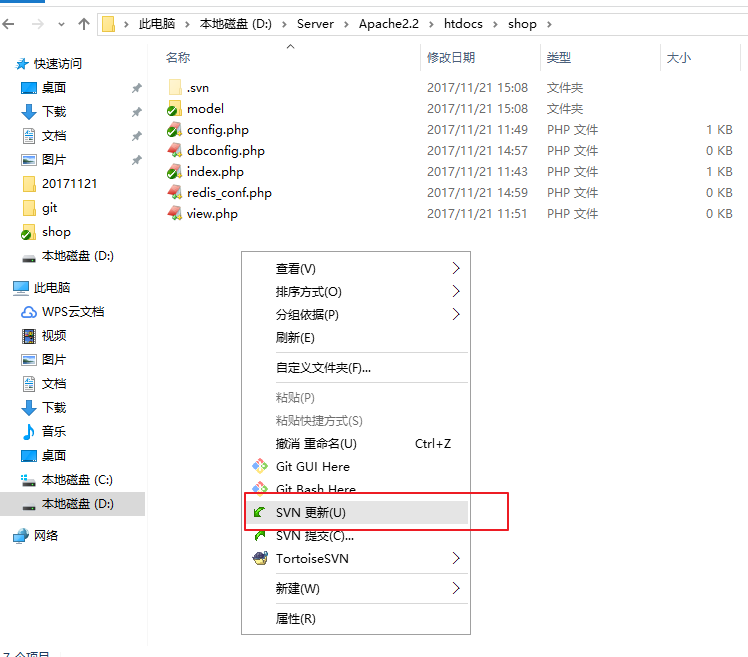 此电脑 本地磁盘 (D:) Server Apache2.2 htdocs shop
名称 修改日期 类型 大小
快速访问
桌面
下载
文档
图片
20171121
git
shop
本地磁盘 (D:)
此电脑
WPS云文档
视频
图片
文档
下载
音乐
桌面
本地磁盘 (C:)
本地磁盘 (D:)
网络
.svn 2017/11/21 15:08 文件夹
model 2017/11/21 15:08 文件夹
config.php 2017/11/21 11:49 PHP 文件 1 KB
dbconfig.php 2017/11/21 14:57 PHP 文件 0 KB
index.php 2017/11/21 11:43 PHP 文件 1 KB
redis_conf.php 2017/11/21 14:59 PHP 文件 0 KB
view.php 2017/11/21 11:51 PHP 文件 0 KB
查看(V)
排序方式(O)
分组依据(P)
刷新(E)
自定义文件夹(F)...
粘贴(P)
粘贴快捷方式(S)
撤消 重命名(U) Ctrl+Z
Git GUI Here
Git Bash Here
SVN 更新(U)
SVN 提交(C)...
TortoiseSVN
新建(W)
属性(R)
7 个项目